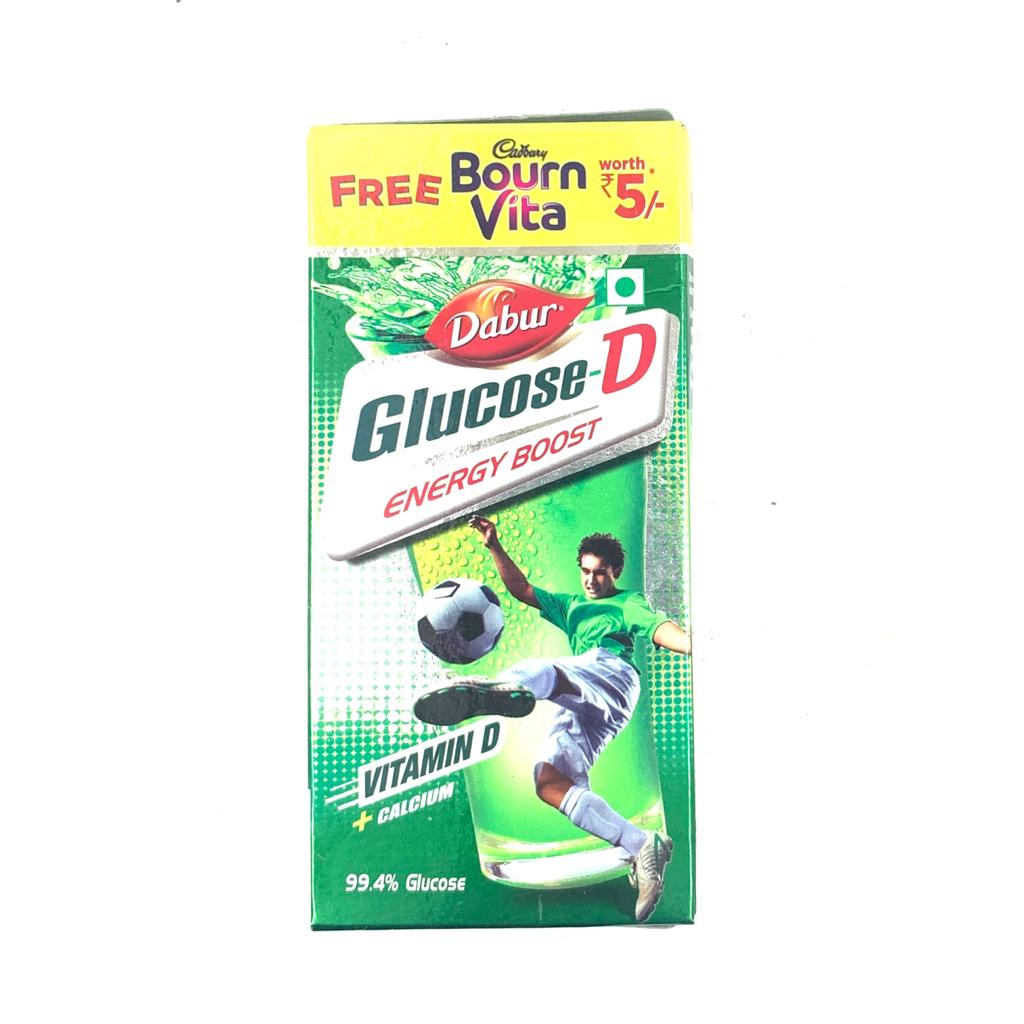 FREE Cadbury Bourn Vita worth ₹5/-
Dabur
Glucose-D
ENERGY BOOST
VITAMIN D
+ CALCIUM
99.4% Glucose